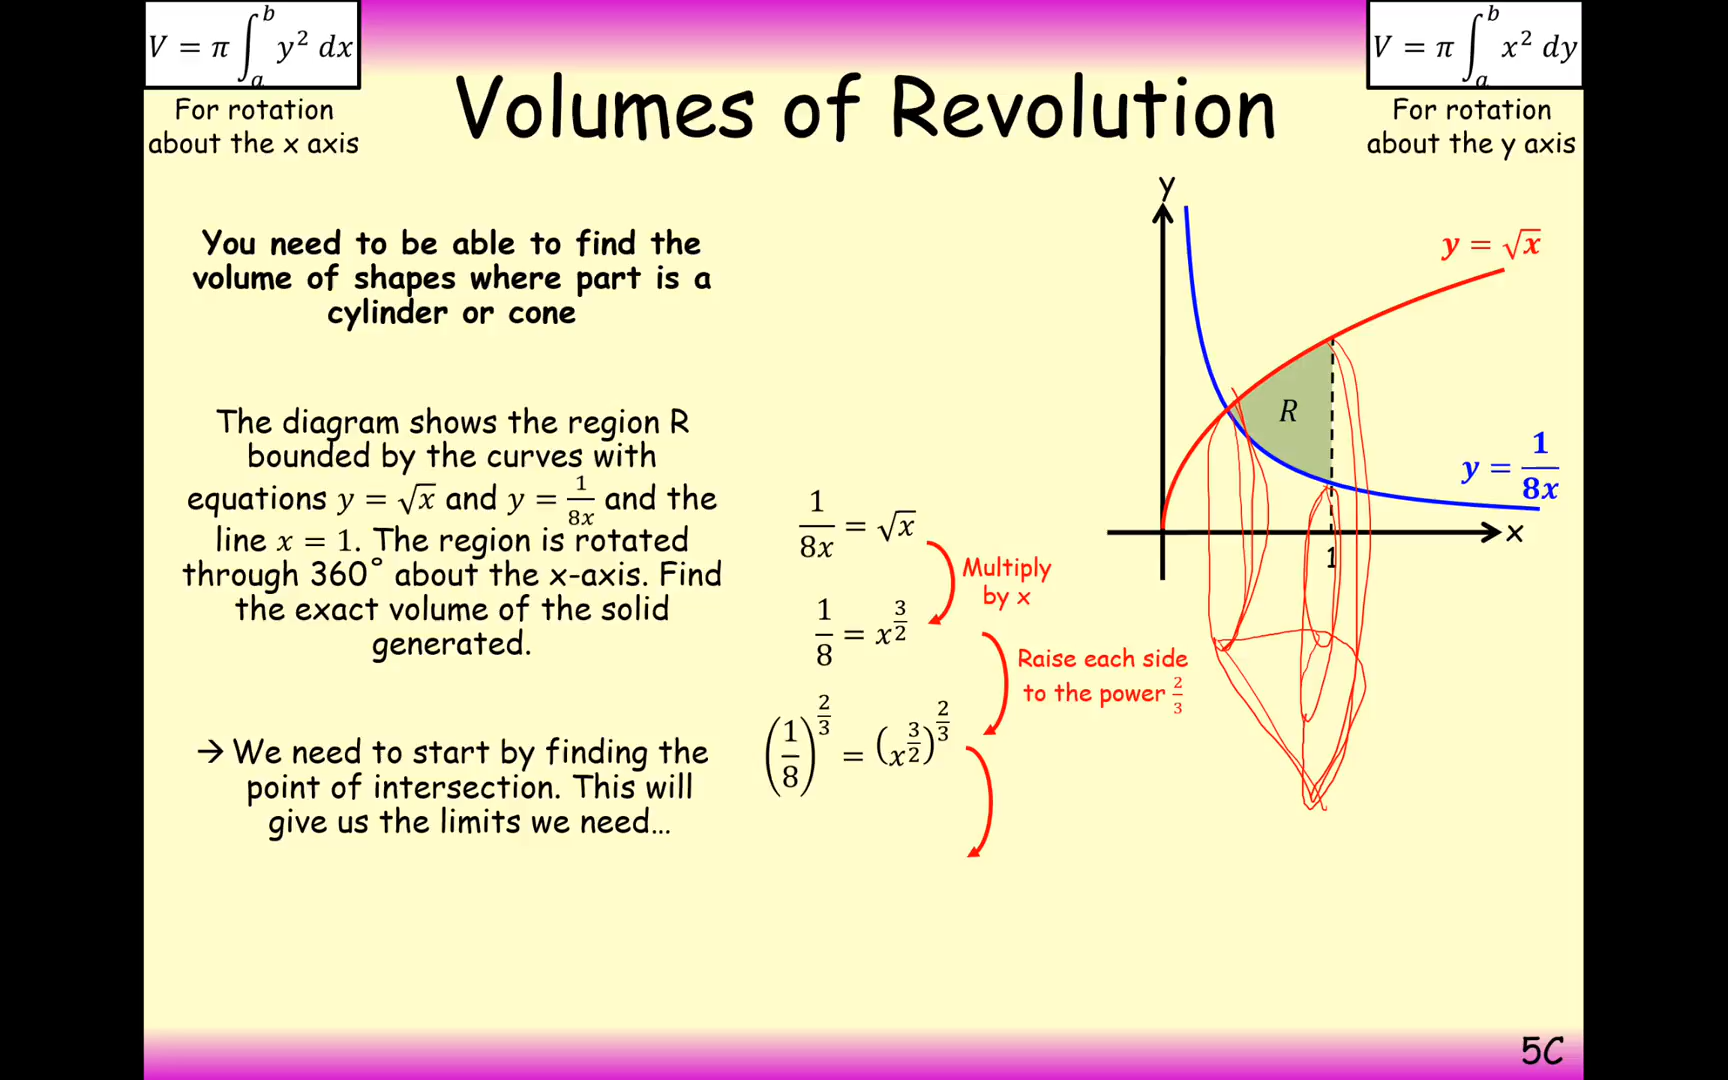 V = π ∫ₐᵇ y² dx
For rotation
about the x axis
Volumes of Revolution
V = π ∫ₐᵇ x² dy
For rotation
about the y axis
You need to be able to find the
volume of shapes where part is a
cylinder or cone
The diagram shows the region R
bounded by the curves with
equations y = √x and y = 1/8x and the
line x = 1. The region is rotated
through 360° about the x-axis. Find
the exact volume of the solid
generated.
→ We need to start by finding the
point of intersection. This will
give us the limits we need...
1/8x = √x
Multiply
by x
1/8 = x^(3/2)
Raise each side
to the power 2/3
(1/8)^(2/3) = (x^(3/2))^(2/3)
y
y = √x
R
y = 1/8x
x
1
5C